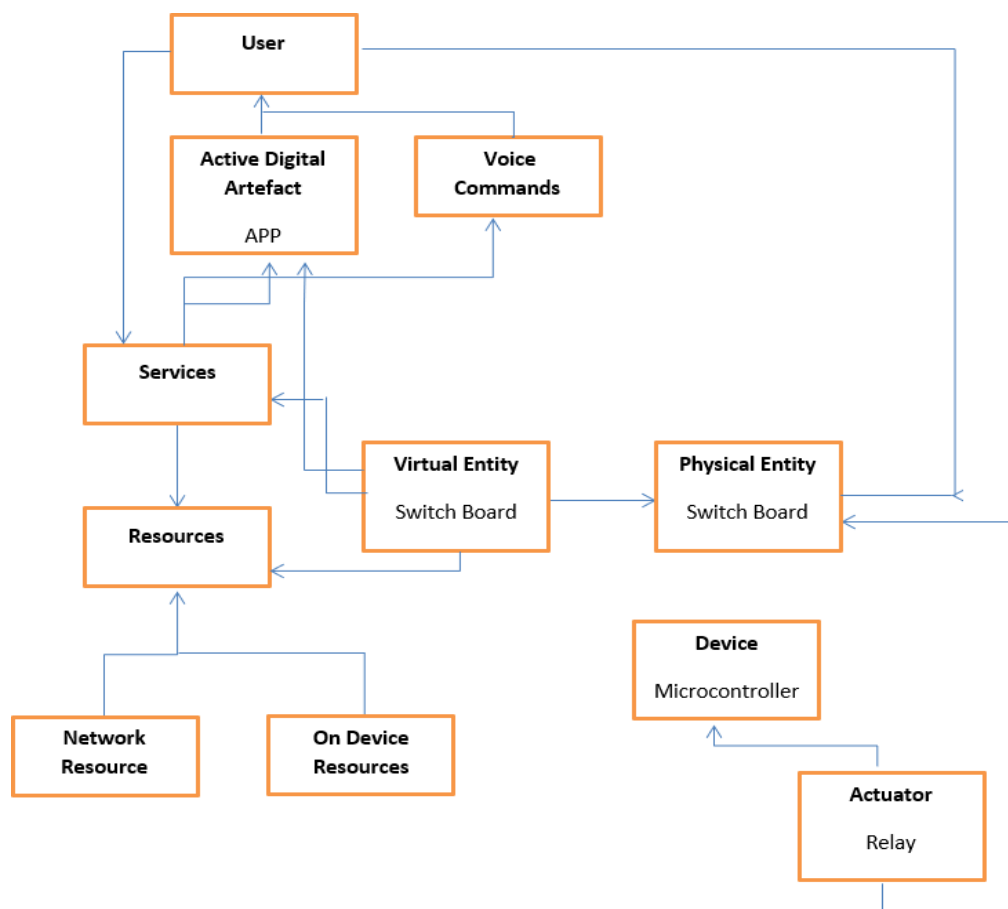 User
Active Digital
Artefact
APP
Voice
Commands
Services
Virtual Entity
Switch Board
Physical Entity
Switch Board
Resources
Device
Microcontroller
Network
Resource
On Device
Resources
Actuator
Relay